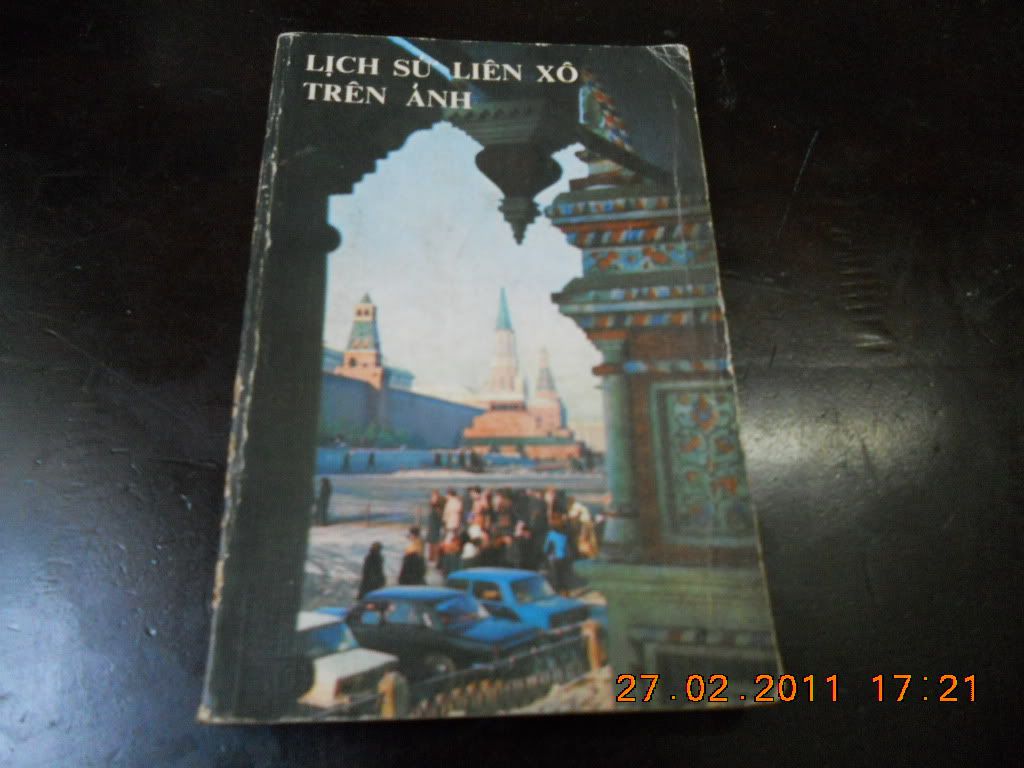 LỊCH SỬ LIÊN XÔ
TRÊN ẢNH
27.02.2011 17:21